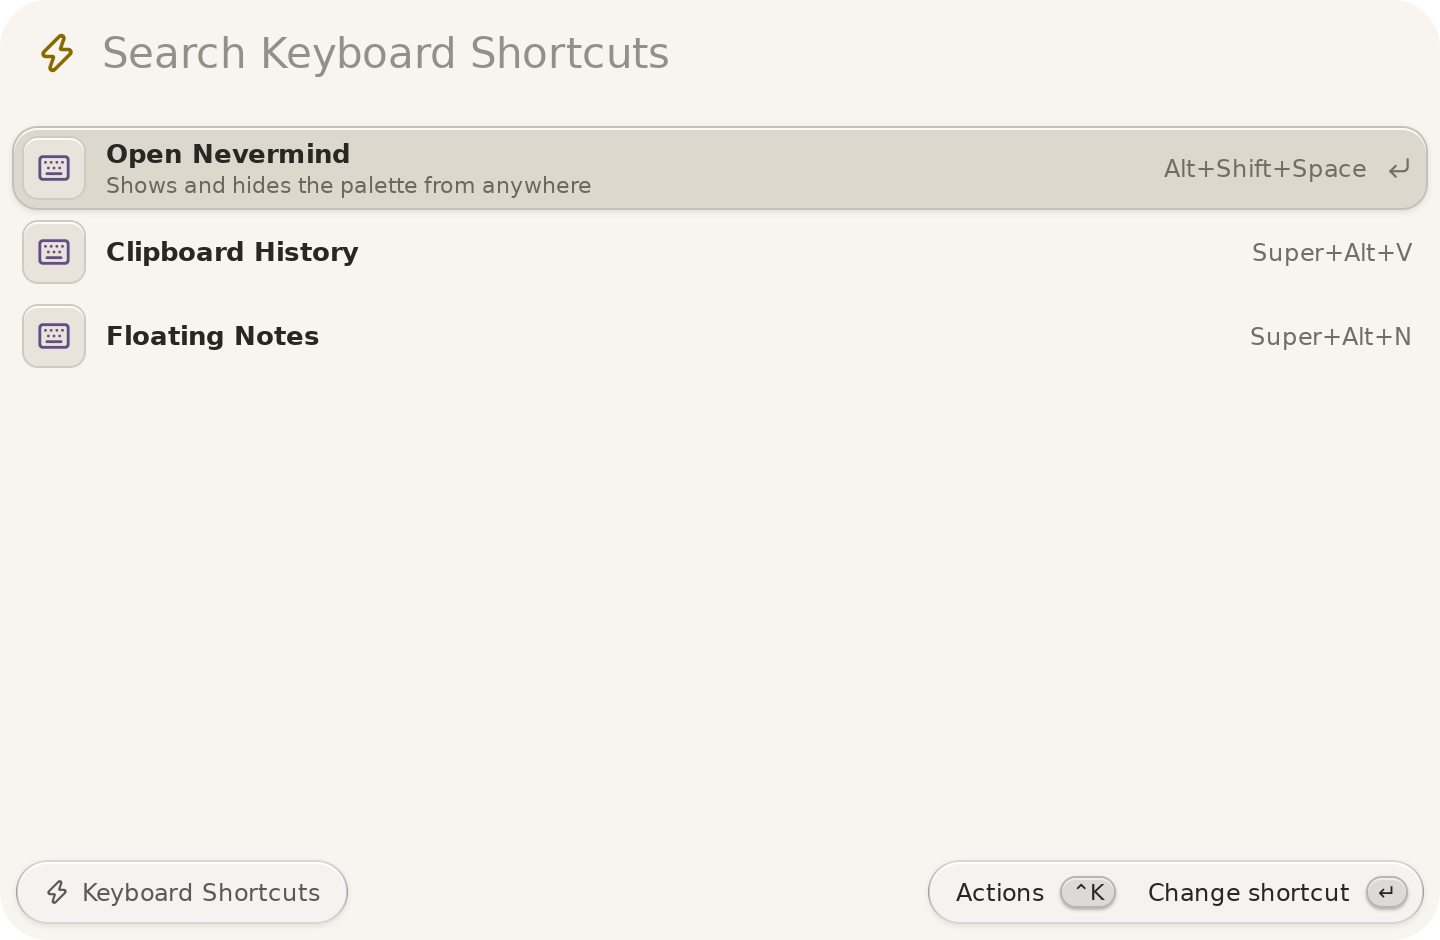 Search Keyboard Shortcuts
Open Nevermind
Shows and hides the palette from anywhere
Alt+Shift+Space
Clipboard History
Super+Alt+V
Floating Notes
Super+Alt+N
Keyboard Shortcuts
Actions ^K Change shortcut ↵